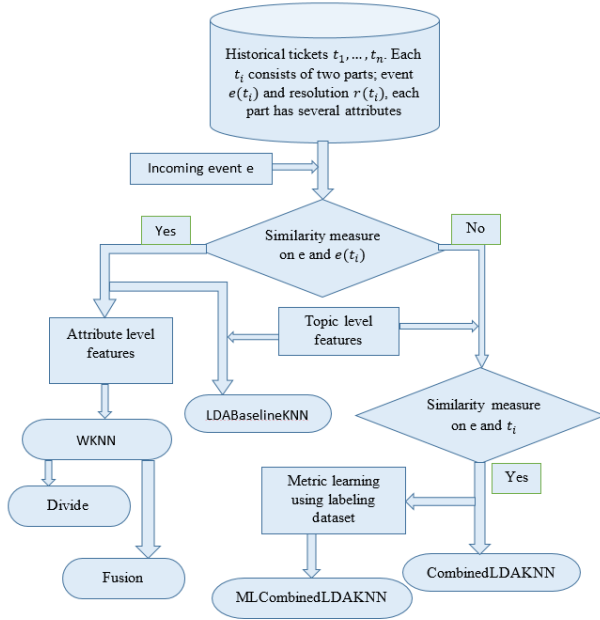 Historical tickets t₁, ..., tₙ. Each
tᵢ consists of two parts; event
e(tᵢ) and resolution r(tᵢ), each
part has several attributes
Incoming event e
Yes
Similarity measure
on e and e(tᵢ)
No
Attribute level
features
Topic level
features
LDABaselineKNN
Similarity measure
on e and tᵢ
WKNN
Yes
Metric learning
using labeling
dataset
Divide
Fusion
CombinedLDAKNN
MLCombinedLDAKNN